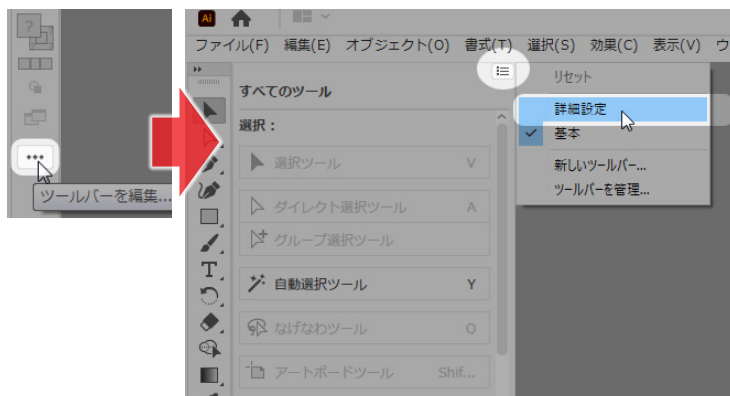 ?
ツールバーを編集...
Ai
ファイル(F) 編集(E) オブジェクト(O) 書式(T) 選択(S) 効果(C) 表示(V) ウ
すべてのツール
選択：
選択ツール V
ダイレクト選択ツール A
グループ選択ツール
自動選択ツール Y
なげなわツール Q
アートボードツール Shif...
リセット
詳細設定
基本
新しいツールバー...
ツールバーを管理...